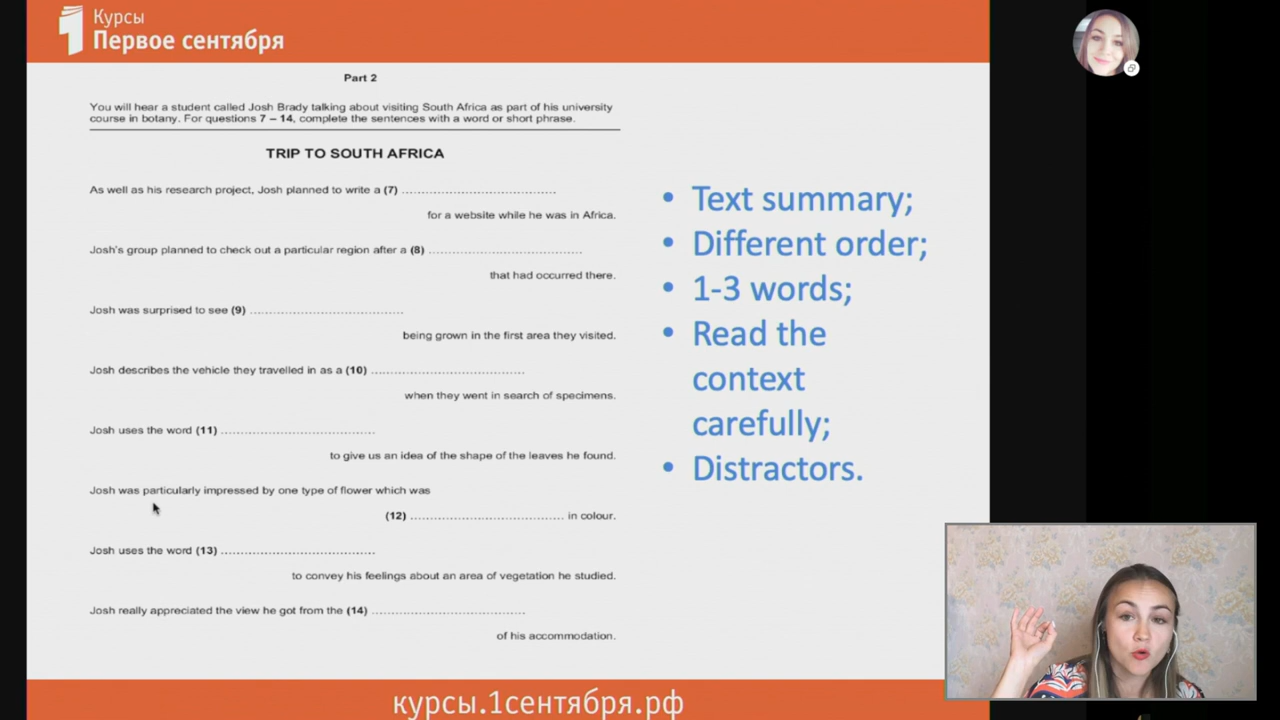 Курсы
Первое сентября
Part 2
You will hear a student called Josh Brady talking about visiting South Africa as part of his university
course in botany. For questions 7 – 14, complete the sentences with a word or short phrase.
TRIP TO SOUTH AFRICA
As well as his research project, Josh planned to write a (7) ......................................
for a website while he was in Africa.
Josh's group planned to check out a particular region after a (8) ......................................
that had occurred there.
Josh was surprised to see (9) ......................................
being grown in the first area they visited.
Josh describes the vehicle they travelled in as a (10) ......................................
when they went in search of specimens.
Josh uses the word (11) ......................................
to give us an idea of the shape of the leaves he found.
Josh was particularly impressed by one type of flower which was
(12) ...................................... in colour.
Josh uses the word (13) ......................................
to convey his feelings about an area of vegetation he studied.
Josh really appreciated the view he got from the (14) ......................................
of his accommodation.
• Text summary;
• Different order;
• 1-3 words;
• Read the
context
carefully;
• Distractors.
курсы.1сентября.рф